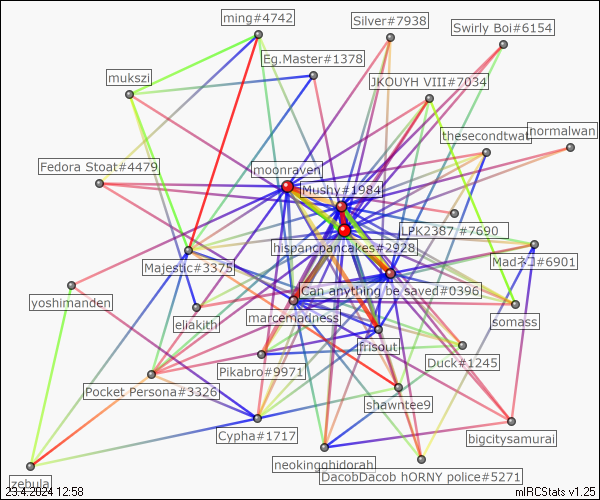 ming#4742
Silver#7938
Swirly Boi#6154
Eg.Master#1378
mukszi
JKOUYH VIII#7034
thesecondtwat
normalwan
Fedora Stoat#4479
moonraven
Mushy#1984
LPK2387 #7690
hispancpancakes#2928
Majestic#3375
Madネコ#6901
Can anything be saved#0396
yoshimanden
eliakith
marcemadness
somass
frisout
Duck#1245
Pikabro#9971
Pocket Persona#3326
shawntee9
Cypha#1717
bigcitysamurai
neokingghidorah
DacobDacob hORNY police#5271
zebula
23.4.2024 12:58
mIRCStats v1.25